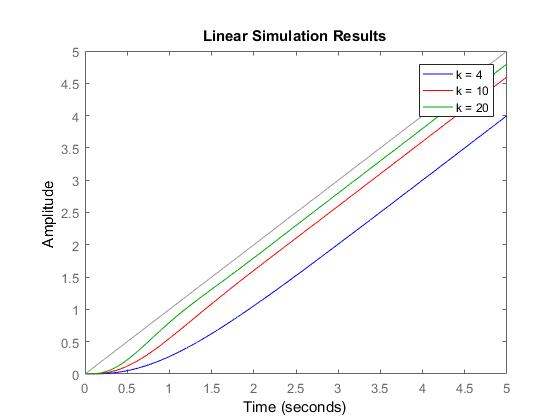 Linear Simulation Results
5
4.5
4
3.5
3
2.5
2
1.5
1
0.5
0
Amplitude
k = 4
k = 10
k = 20
0 0.5 1 1.5 2 2.5 3 3.5 4 4.5 5
Time (seconds)